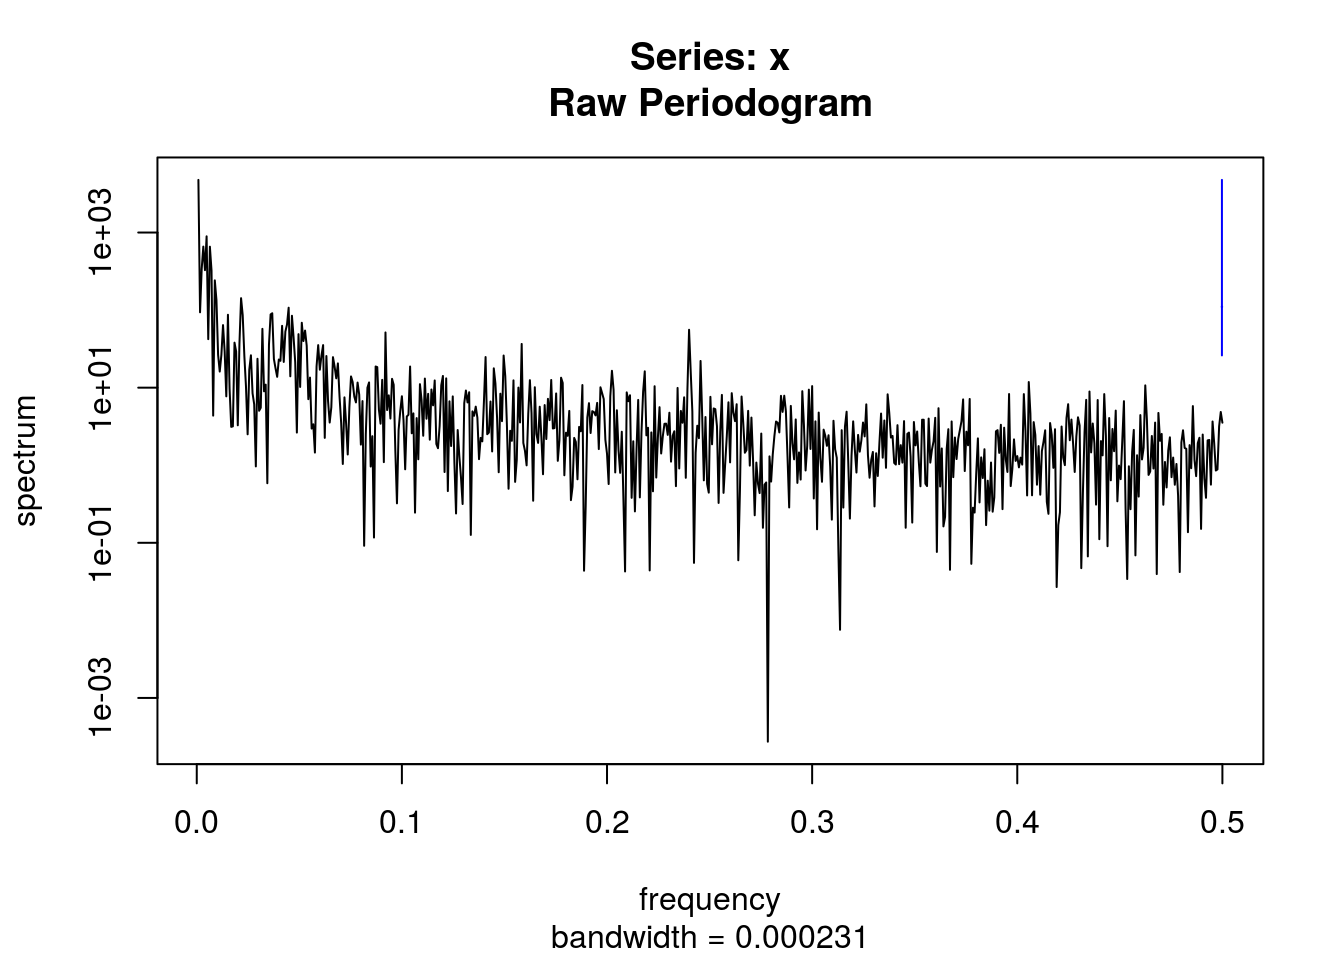 Series: x
Raw Periodogram
spectrum
1e+03
1e+01
1e-01
1e-03
0.0 0.1 0.2 0.3 0.4 0.5
frequency
bandwidth = 0.000231